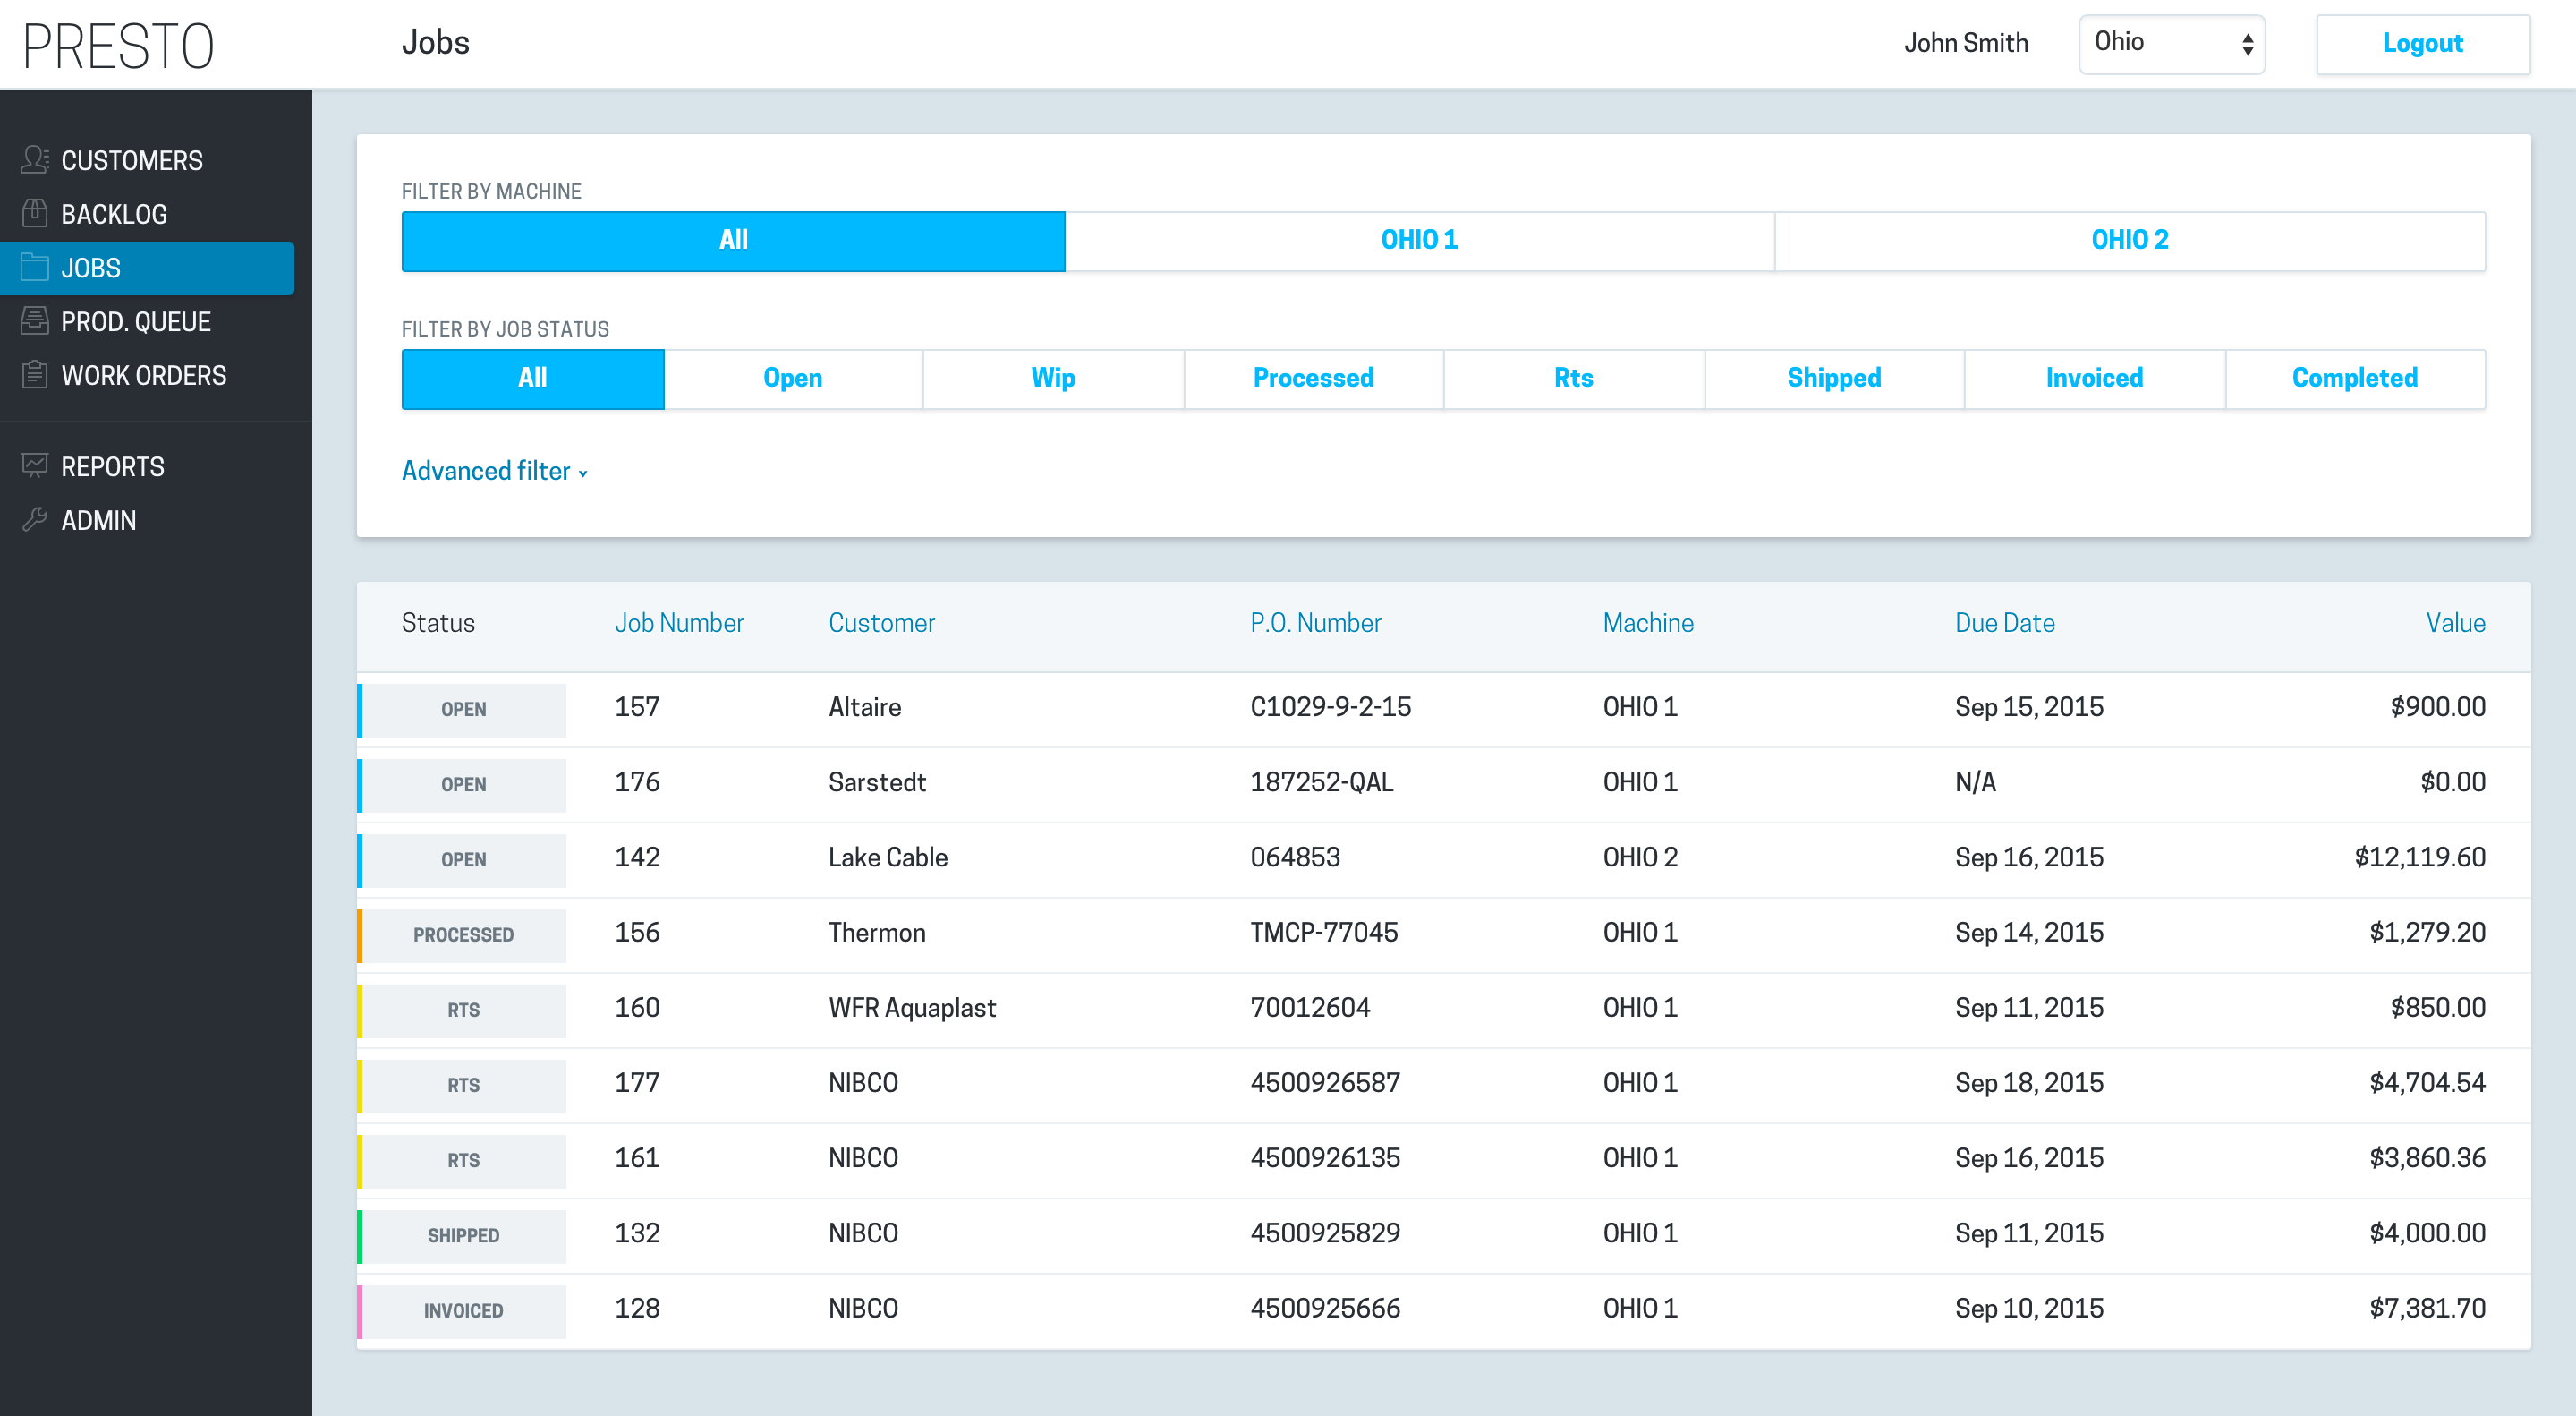 PRESTO Jobs John Smith Ohio Logout
CUSTOMERS
BACKLOG
JOBS
PROD. QUEUE
WORK ORDERS
REPORTS
ADMIN
FILTER BY MACHINE
All OHIO 1 OHIO 2
FILTER BY JOB STATUS
All Open Wip Processed Rts Shipped Invoiced Completed
Advanced filter
Status Job Number Customer P.O. Number Machine Due Date Value
OPEN 157 Altaire C1029-9-2-15 OHIO 1 Sep 15, 2015 $900.00
OPEN 176 Sarstedt 187252-QAL OHIO 1 N/A $0.00
OPEN 142 Lake Cable 064853 OHIO 2 Sep 16, 2015 $12,119.60
PROCESSED 156 Thermon TMCP-77045 OHIO 1 Sep 14, 2015 $1,279.20
RTS 160 WFR Aquaplast 70012604 OHIO 1 Sep 11, 2015 $850.00
RTS 177 NIBCO 4500926587 OHIO 1 Sep 18, 2015 $4,704.54
RTS 161 NIBCO 4500926135 OHIO 1 Sep 16, 2015 $3,860.36
SHIPPED 132 NIBCO 4500925829 OHIO 1 Sep 11, 2015 $4,000.00
INVOICED 128 NIBCO 4500925666 OHIO 1 Sep 10, 2015 $7,381.70